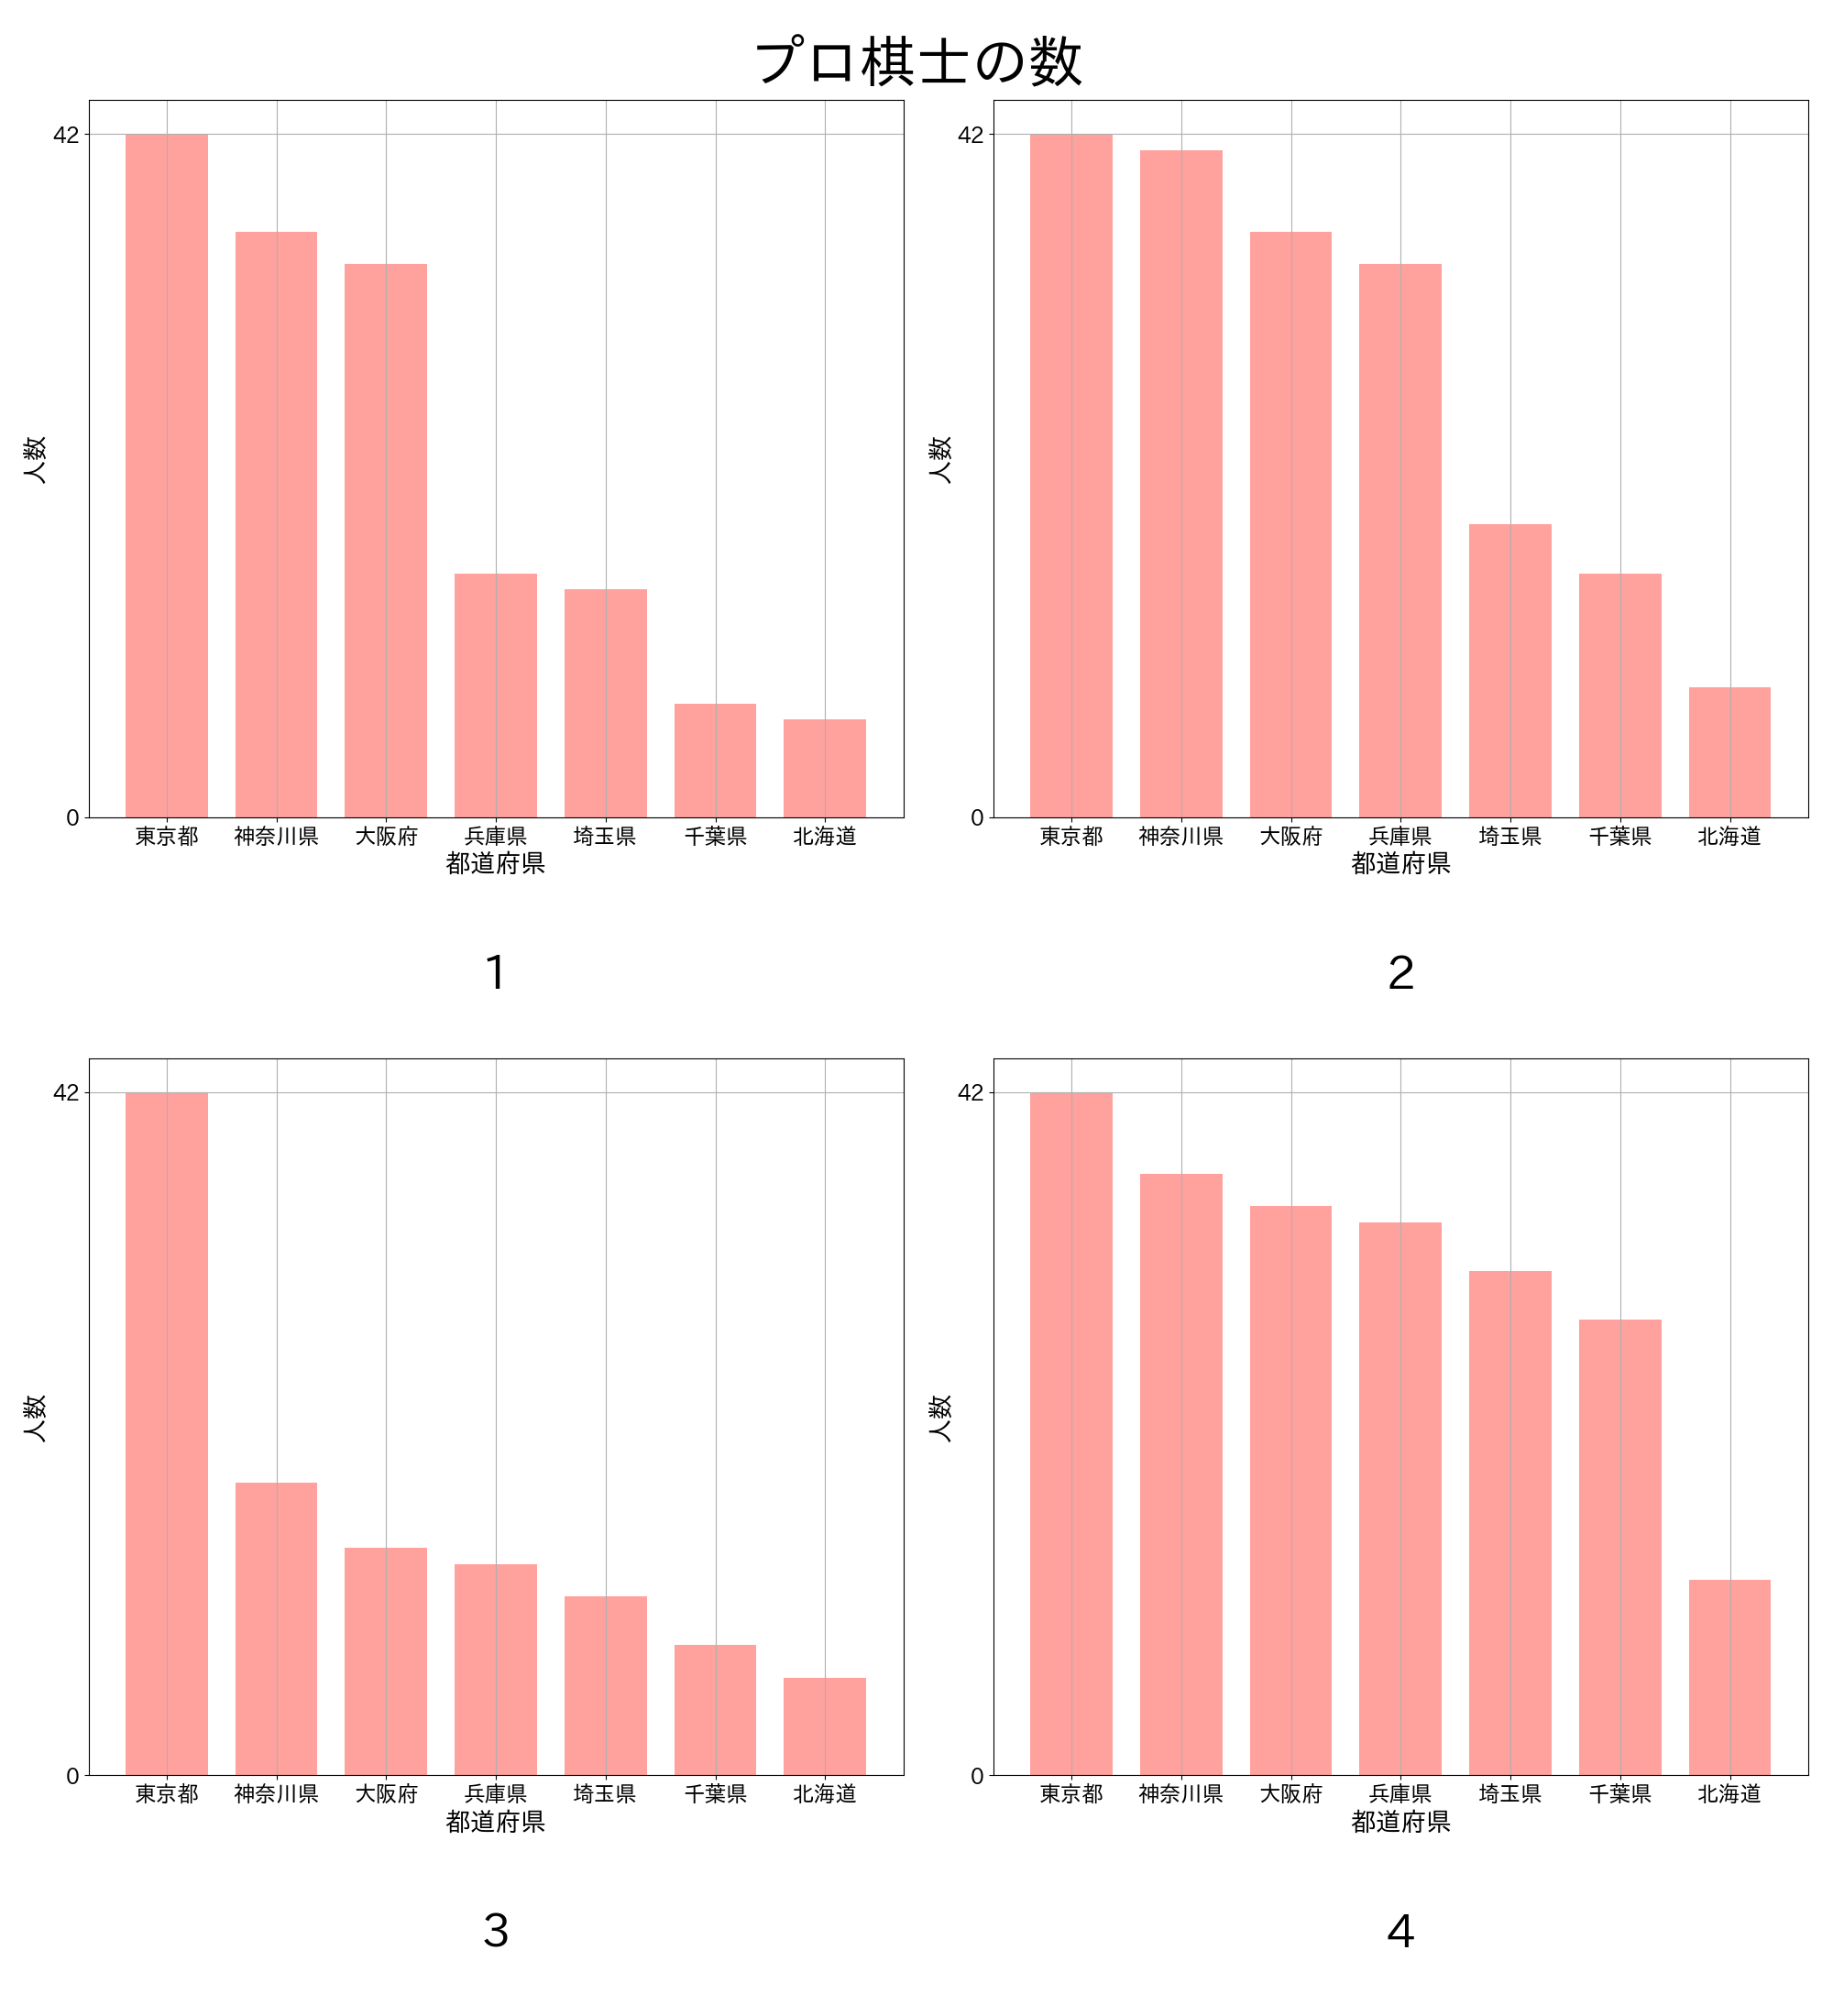 プロ棋士の数
42
人数
0
東京都 神奈川県 大阪府 兵庫県 埼玉県 千葉県 北海道
都道府県
1
42
人数
0
東京都 神奈川県 大阪府 兵庫県 埼玉県 千葉県 北海道
都道府県
2
42
人数
0
東京都 神奈川県 大阪府 兵庫県 埼玉県 千葉県 北海道
都道府県
3
42
人数
0
東京都 神奈川県 大阪府 兵庫県 埼玉県 千葉県 北海道
都道府県
4